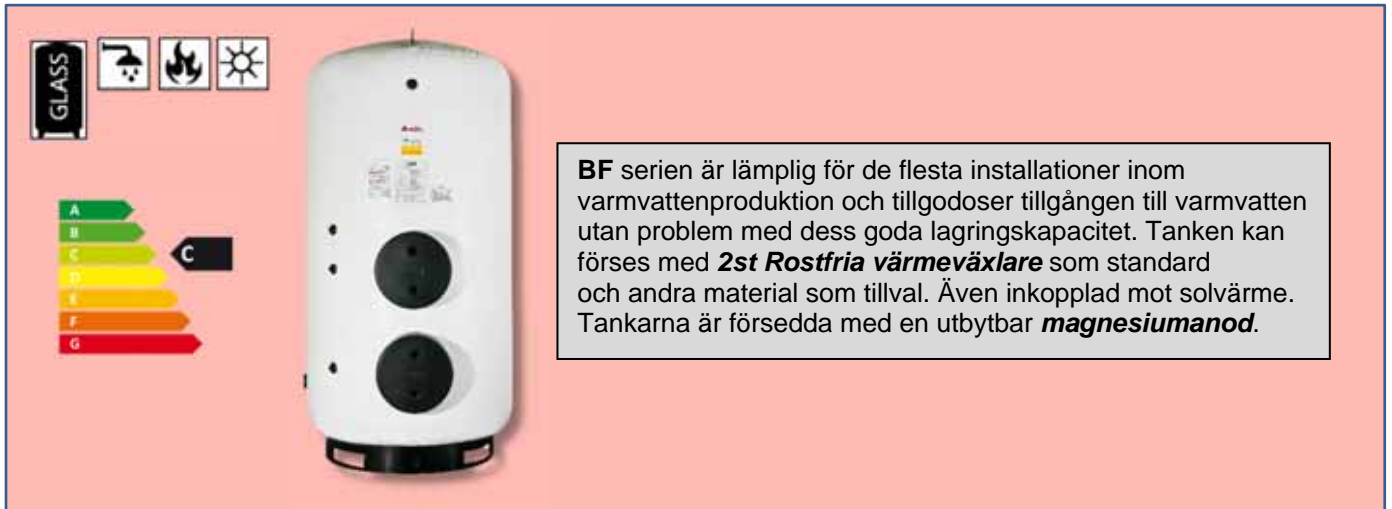 GLASS
A
B
C
D
E
F
G
C
BF serien är lämplig för de flesta installationer inom
varmvattenproduktion och tillgodoser tillgången till varmvatten
utan problem med dess goda lagringskapacitet. Tanken kan
förses med 2st Rostfria värmeväxlare som standard
och andra material som tillval. Även inkopplad mot solvärme.
Tankarna är försedda med en utbytbar magnesiumanod.